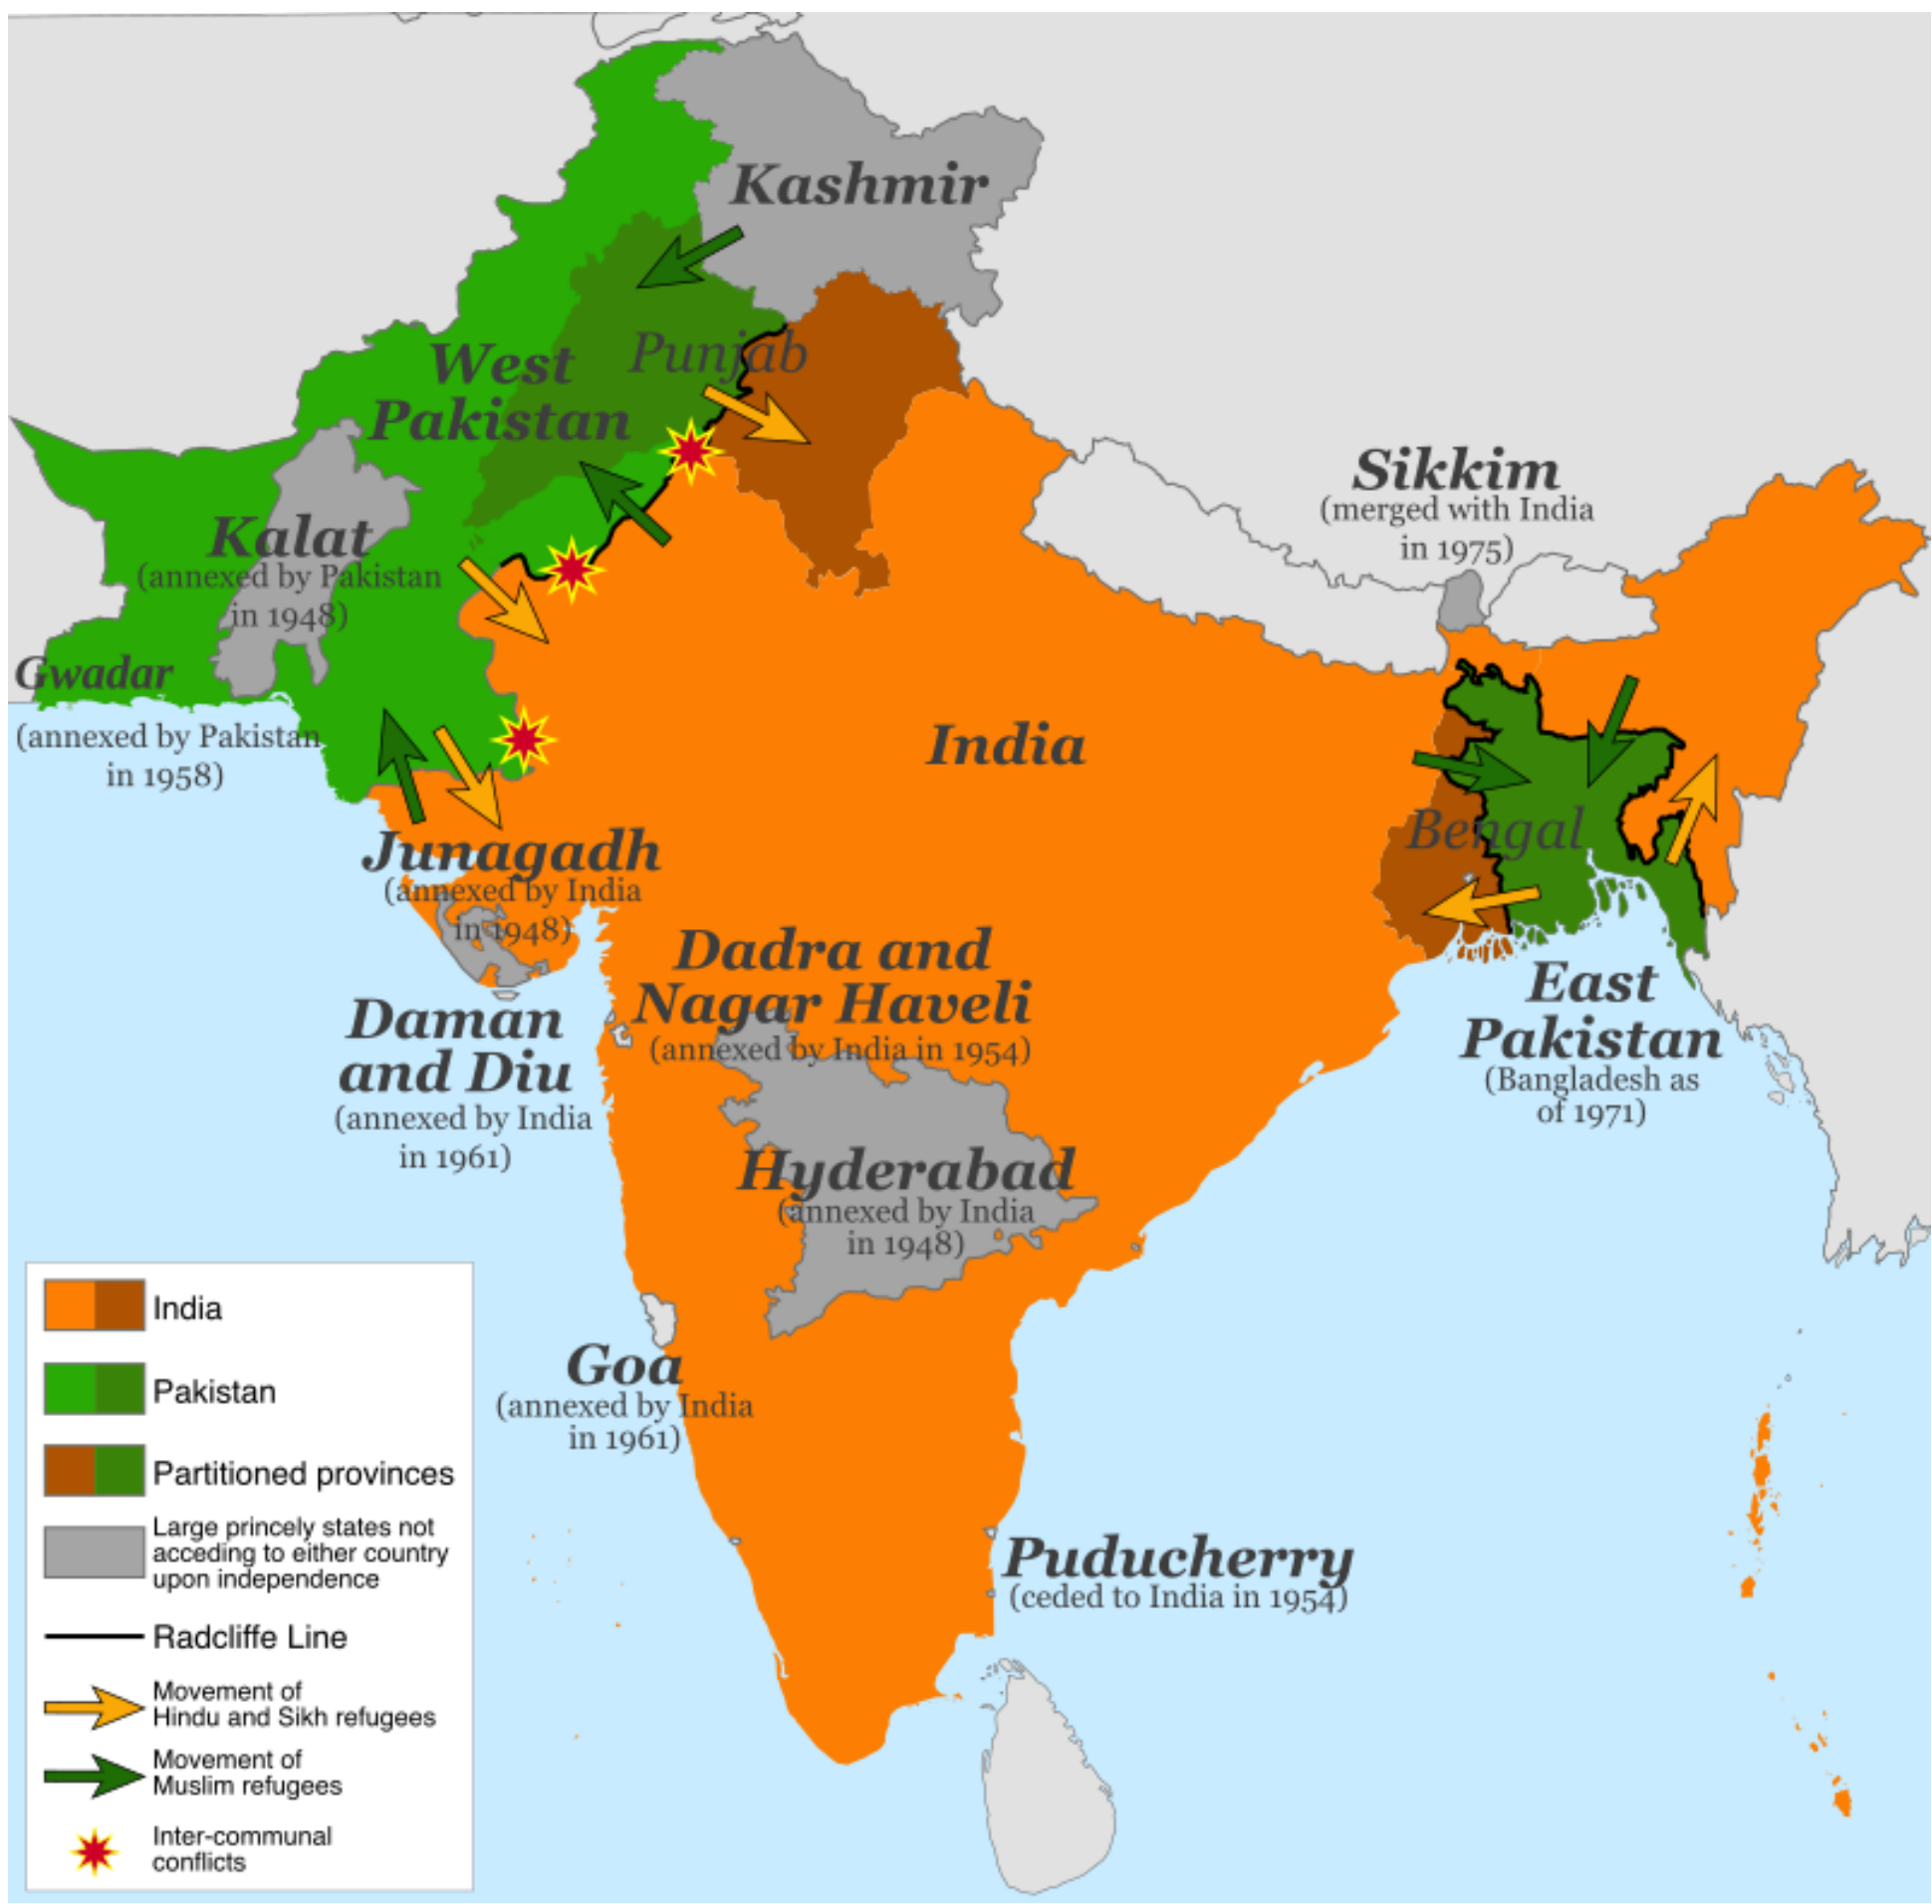 Kashmir
Punjab
West
Pakistan
Sikkim
(merged with India
in 1975)
Kalat
(annexed by Pakistan
in 1948)
Gwadar
(annexed by Pakistan
in 1958)
India
Bengal
Junagadh
(annexed by India
in 1948)
Dadra and
Nagar Haveli
(annexed by India in 1954)
East
Pakistan
(Bangladesh as
of 1971)
Daman
and Diu
(annexed by India
in 1961)
Hyderabad
(annexed by India
in 1948)
Goa
(annexed by India
in 1961)
Puducherry
(ceded to India in 1954)
India
Pakistan
Partitioned provinces
Large princely states not
acceding to either country
upon independence
Radcliffe Line
Movement of
Hindu and Sikh refugees
Movement of
Muslim refugees
Inter-communal
conflicts